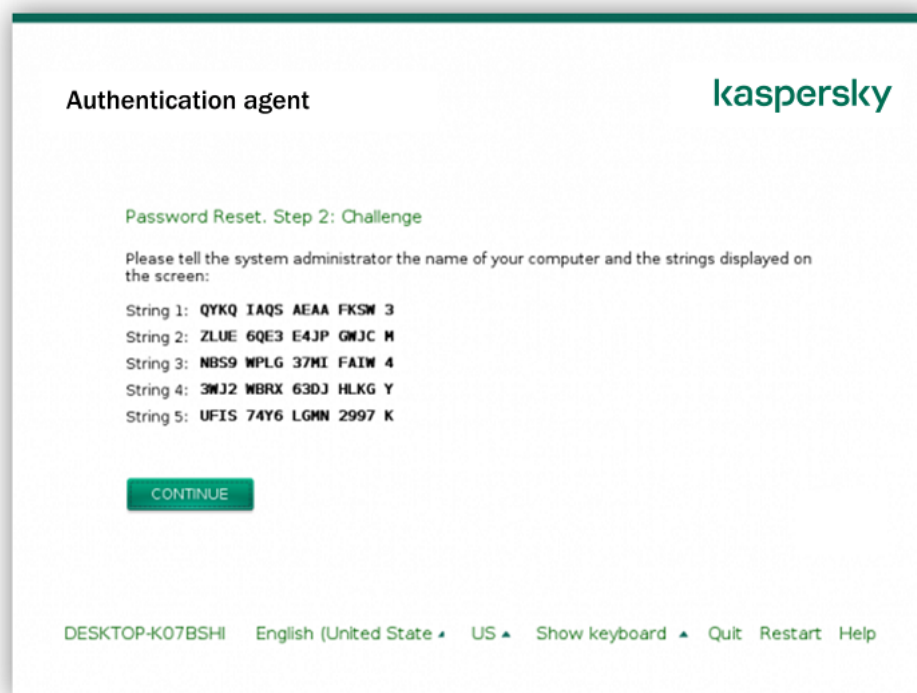 Authentication agent
kaspersky
Password Reset. Step 2: Challenge
Please tell the system administrator the name of your computer and the strings displayed on
the screen:
String 1: QYKQ IAQS AEAA FKSW 3
String 2: ZLUE 6QE3 E4JP GWJC M
String 3: NBS9 WPLG 37MI FAIW 4
String 4: 3WJ2 WBRX 63DJ HLKG Y
String 5: UFIS 74Y6 LGMN 2997 K
CONTINUE
DESKTOP-K07BSHI English (United State US Show keyboard Quit Restart Help